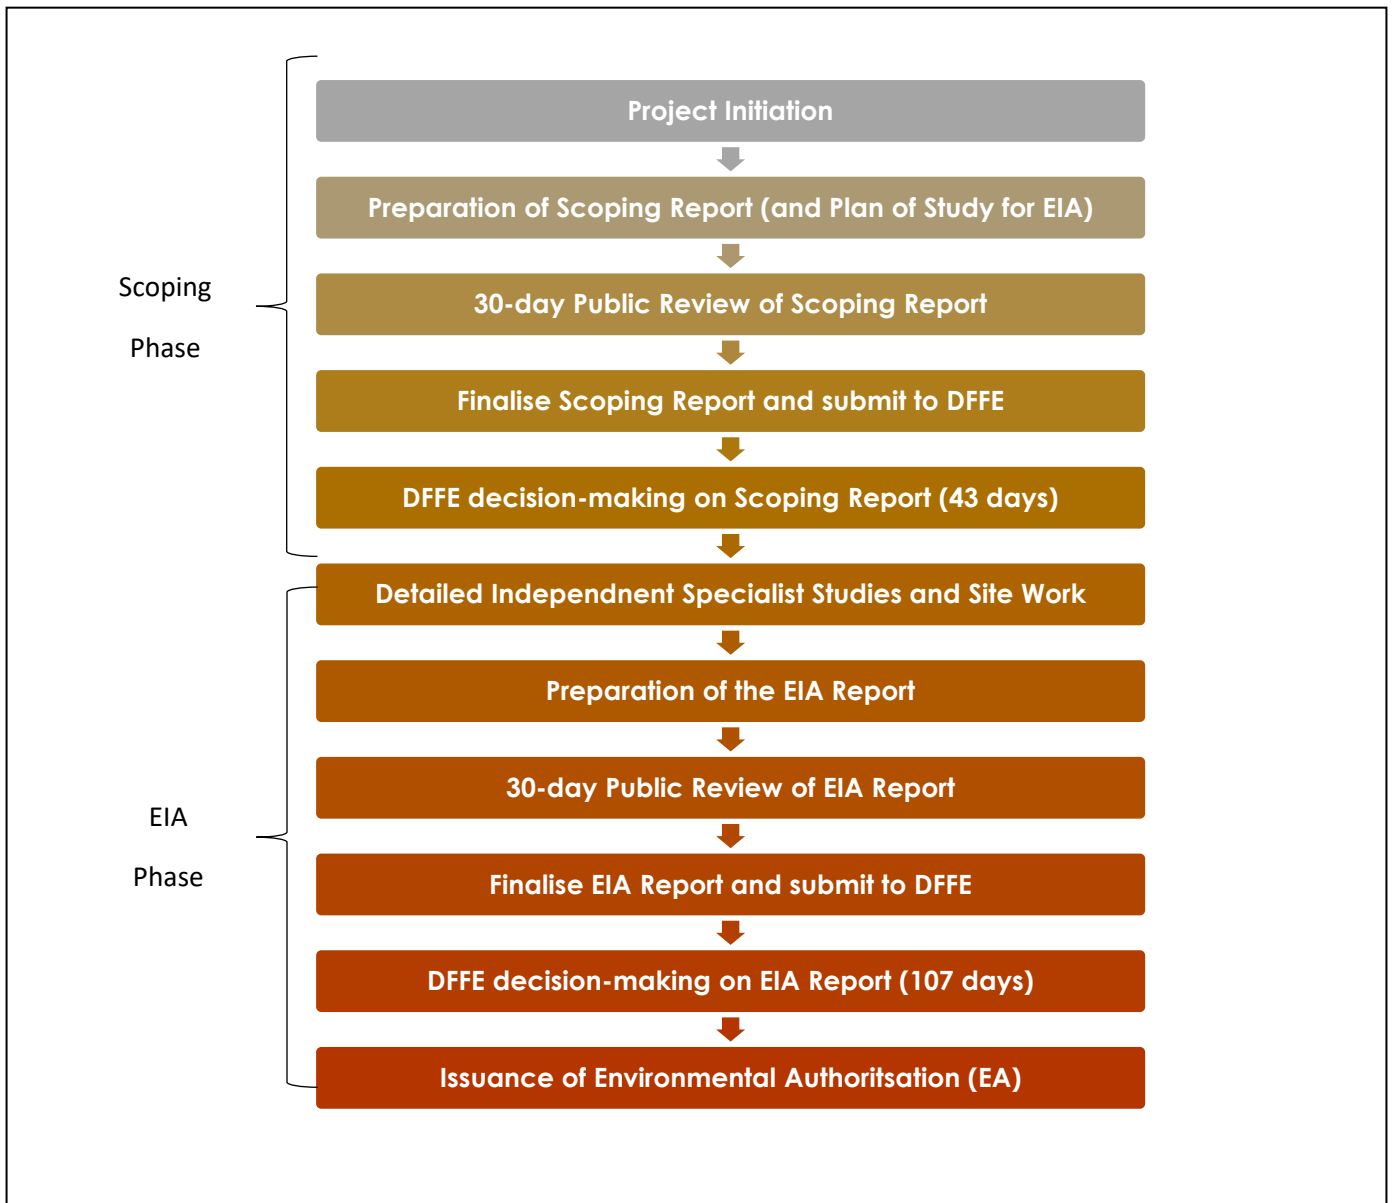 Project Initiation
Preparation of Scoping Report (and Plan of Study for EIA)
30-day Public Review of Scoping Report
Finalise Scoping Report and submit to DFFE
DFFE decision-making on Scoping Report (43 days)
Scoping
Phase
Detailed Independnent Specialist Studies and Site Work
Preparation of the EIA Report
30-day Public Review of EIA Report
Finalise EIA Report and submit to DFFE
DFFE decision-making on EIA Report (107 days)
Issuance of Environmental Authoritsation (EA)
EIA
Phase